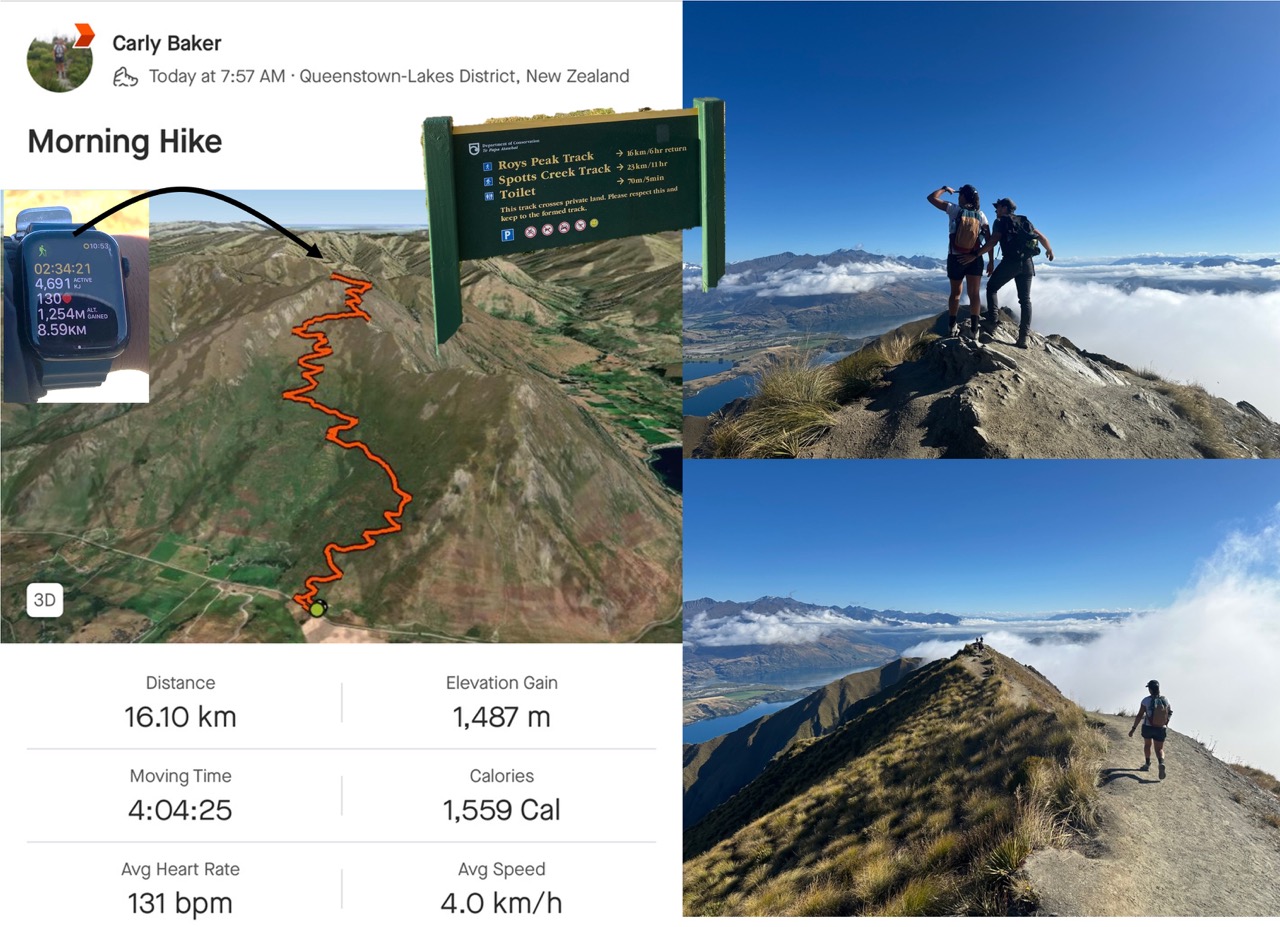 Carly Baker
Today at 7:57 AM · Queenstown-Lakes District, New Zealand
Morning Hike
10:53
02:34:21
4,691 ACTIVE KJ
130
1,254M ALT. GAINED
8.59KM
Department of Conservation
Te Papa Atawhai
Roys Peak Track → 16km/6hr return
Spotts Creek Track → 23km/11hr
Toilet → 70m/5min
This track crosses private land. Please respect this and
keep to the formed track.
P
3D
Distance
16.10 km
Elevation Gain
1,487 m
Moving Time
4:04:25
Calories
1,559 Cal
Avg Heart Rate
131 bpm
Avg Speed
4.0 km/h